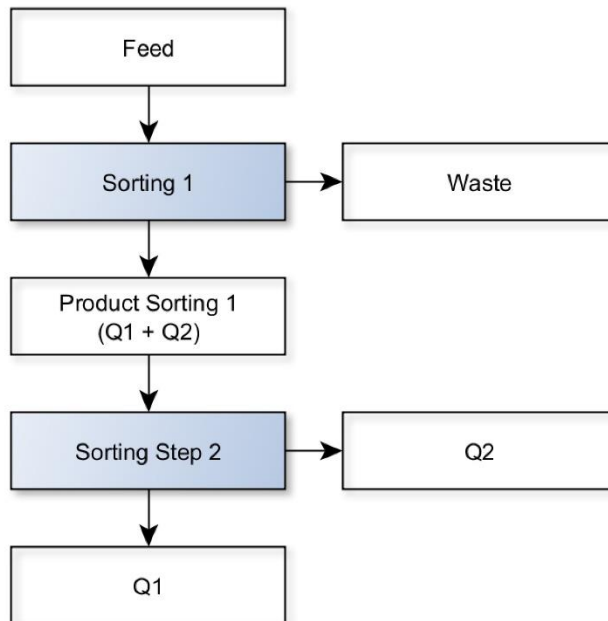 Feed
Sorting 1
Waste
Product Sorting 1
(Q1 + Q2)
Sorting Step 2
Q2
Q1